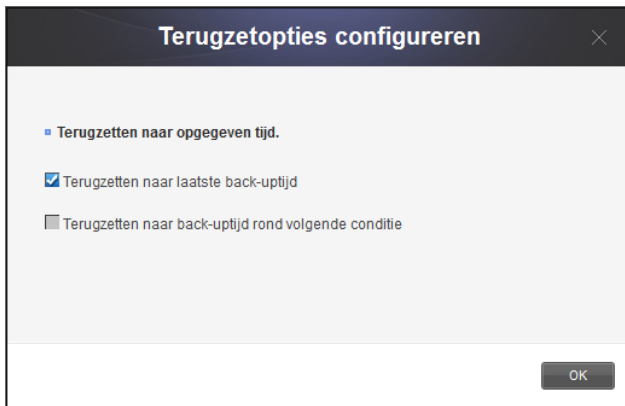 Terugzetopties configureren
Terugzetten naar opgegeven tijd.
Terugzetten naar laatste back-uptijd
Terugzetten naar back-uptijd rond volgende conditie
OK